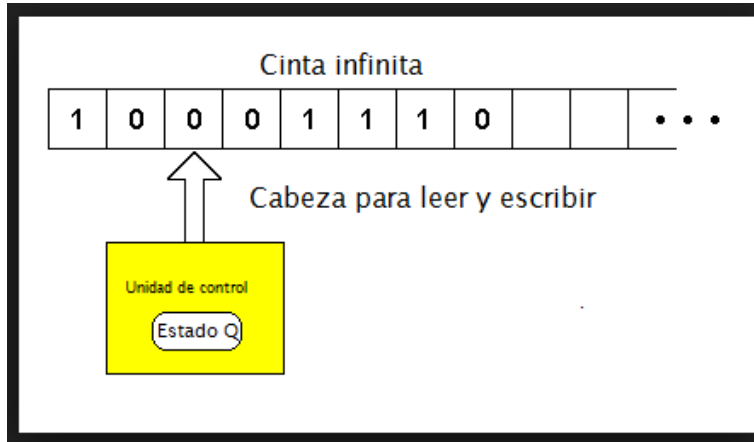 Cinta infinita
1 0 0 0 1 1 1 0 • • •
Cabeza para leer y escribir
Unidad de control
Estado Q